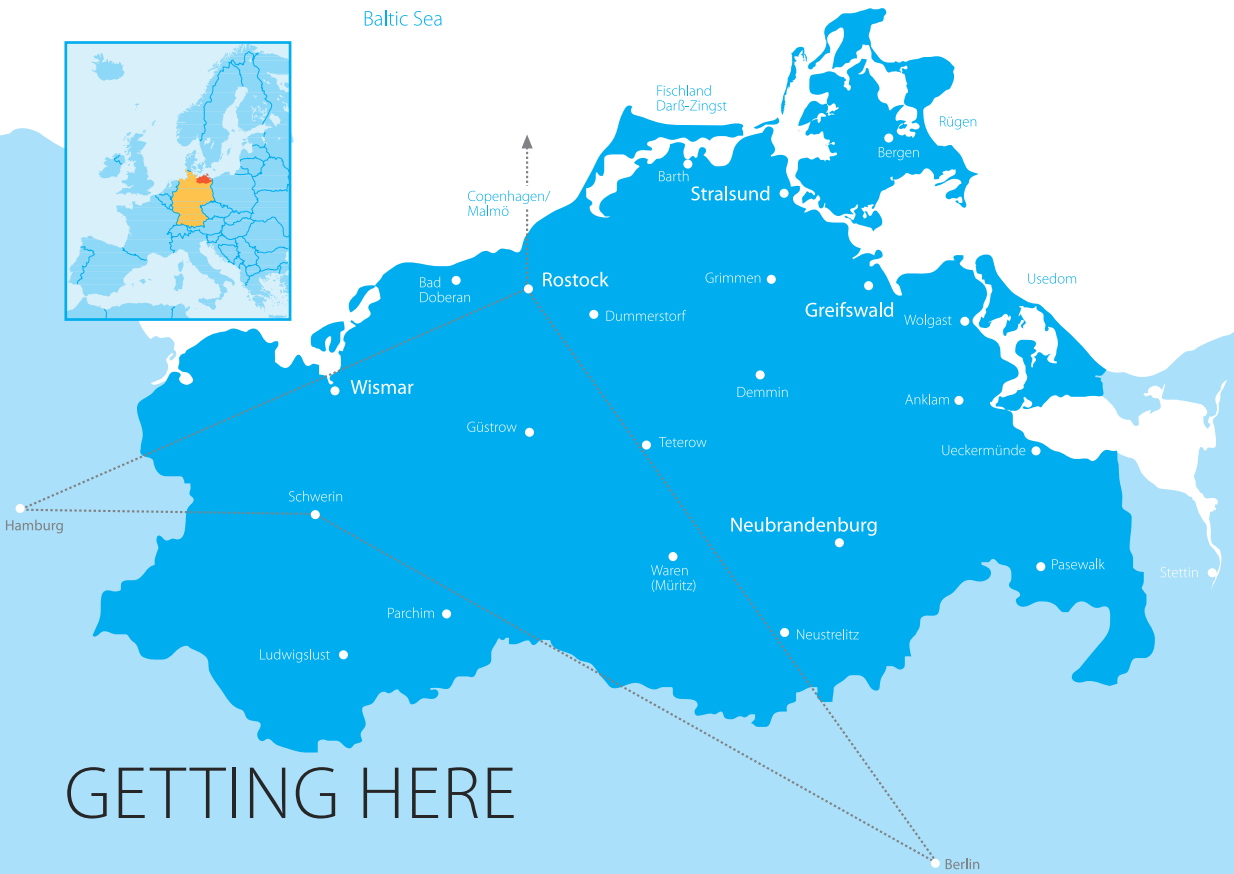 Baltic Sea
Fischland
Darß-Zingst
Rügen
Bergen
Barth
Stralsund
Copenhagen/
Malmö
Bad
Doberan
Rostock
Grimmen
Usedom
Greifswald
Wolgast
Dummerstorf
Wismar
Demmin
Anklam
Güstrow
Teterow
Ueckermünde
Schwerin
Hamburg
Neubrandenburg
Waren
(Müritz)
Pasewalk
Stettin
Parchim
Neustrelitz
Ludwigslust
GETTING HERE
Berlin